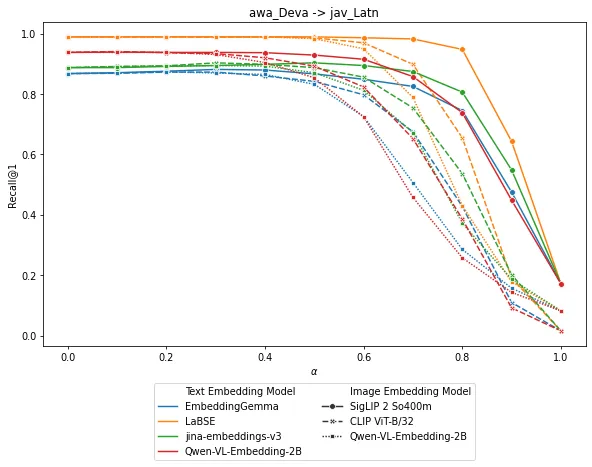 awa_Deva -> jav_Latn
Recall@1
1.0
0.8
0.6
0.4
0.2
0.0
0.0 0.2 0.4 0.6 0.8 1.0
α
Text Embedding Model
EmbeddingGemma
LaBSE
jina-embeddings-v3
Qwen-VL-Embedding-2B
Image Embedding Model
SigLIP 2 So400m
CLIP ViT-B/32
Qwen-VL-Embedding-2B